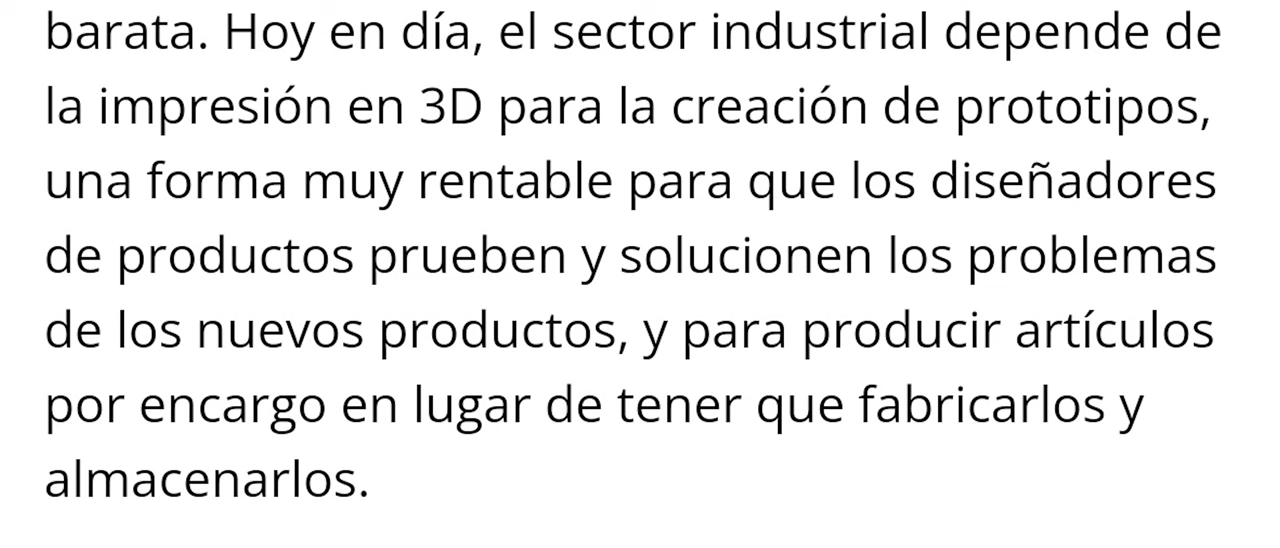 barata. Hoy en día, el sector industrial depende de
la impresión en 3D para la creación de prototipos,
una forma muy rentable para que los diseñadores
de productos prueben y solucionen los problemas
de los nuevos productos, y para producir artículos
por encargo en lugar de tener que fabricarlos y
almacenarlos.